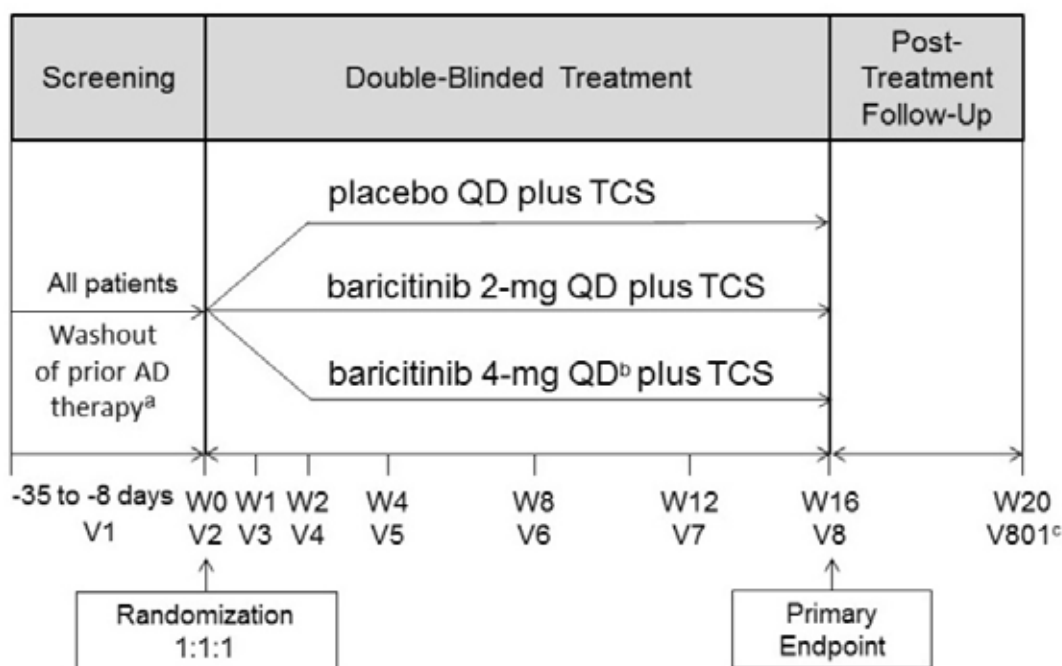 Screening
Double-Blinded Treatment
Post-
Treatment
Follow-Up
placebo QD plus TCS
All patients
baricitinib 2-mg QD plus TCS
Washout
of prior AD
therapyᵃ
baricitinib 4-mg QDᵇ plus TCS
-35 to -8 days
V1
W0
V2
W1
V3
W2
V4
W4
V5
W8
V6
W12
V7
W16
V8
W20
V801ᶜ
Randomization
1:1:1
Primary
Endpoint